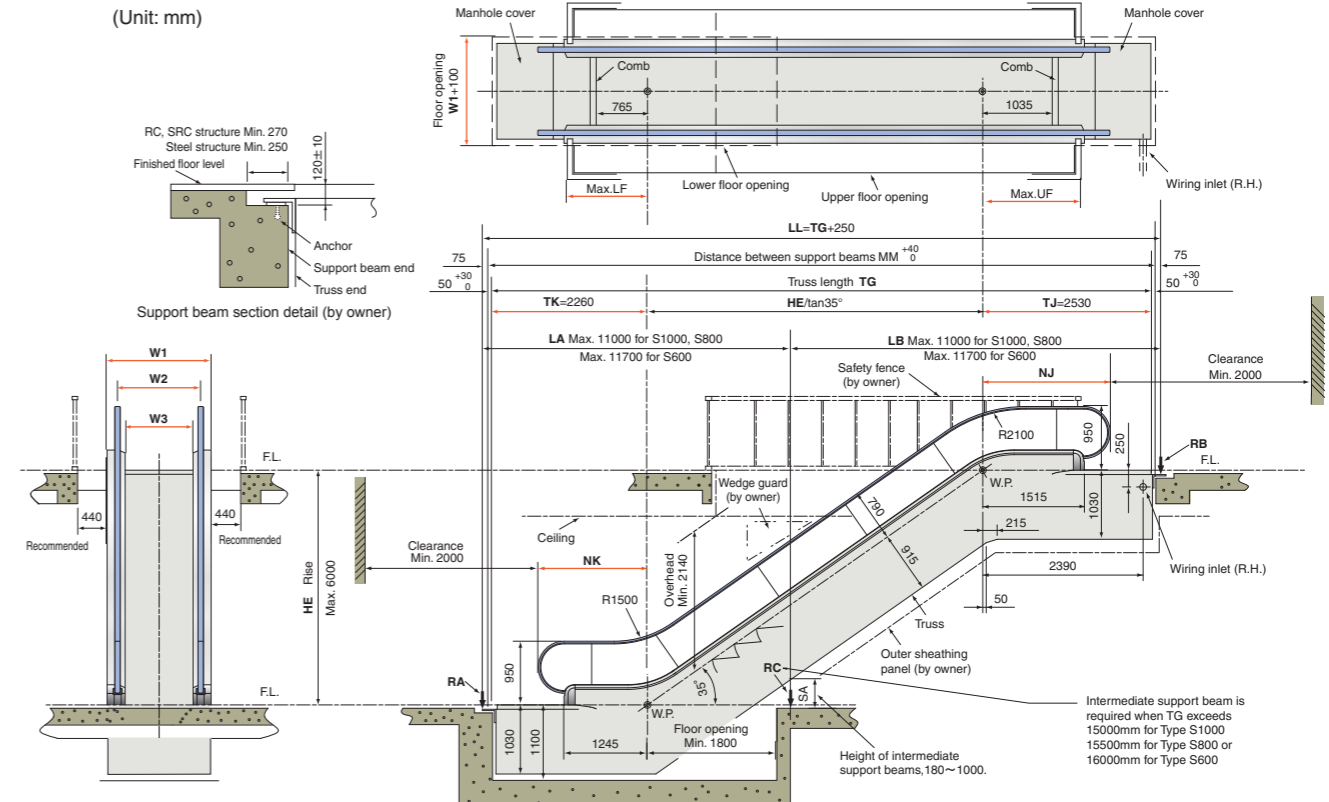 (Unit: mm)
Manhole cover
Manhole cover
Floor opening
W1+100
Comb
Comb
765
1035
Max.LF
Lower floor opening
Upper floor opening
Max.UF
Wiring inlet (R.H.)
RC, SRC structure Min. 270
Steel structure Min. 250
Finished floor level
120±10
Anchor
Support beam end
Truss end
Support beam section detail (by owner)
LL=TG+250
75
Distance between support beams MM +40 0
75
50 +30 0
Truss length TG
50 +30 0
TK=2260
HE/tan35°
TJ=2530
LA Max. 11000 for S1000, S800
Max. 11700 for S600
LB Max. 11000 for S1000, S800
Max. 11700 for S600
Clearance
Min. 2000
Safety fence
(by owner)
NJ
W1
W2
W3
F.L.
440
440
Recommended
Recommended
HE Rise
Max. 6000
F.L.
R2100
950
250
RB
F.L.
W.P.
Wedge guard
(by owner)
790
1515
1030
Ceiling
215
915
Clearance
Min. 2000
NK
Overhead
Min. 2140
2390
Wiring inlet (R.H.)
R1500
50
Truss
Outer sheathing
panel (by owner)
950
RA
35°
RC
SA
W.P.
Floor opening
Min. 1800
1030
1100
1245
Height of intermediate
support beams,180~1000.
Intermediate support beam is
required when TG exceeds
15000mm for Type S1000
15500mm for Type S800 or
16000mm for Type S600